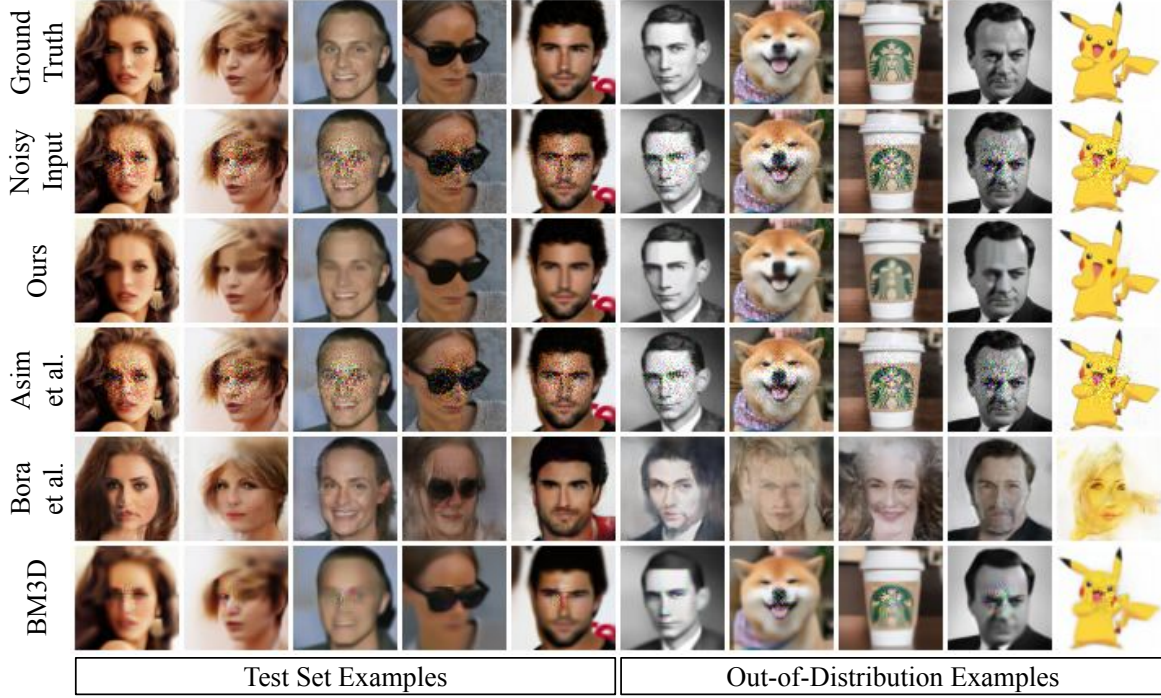 Ground
Truth
Noisy
Input
Ours
Asim
et al.
Bora
et al.
BM3D
Test Set Examples
Out-of-Distribution Examples